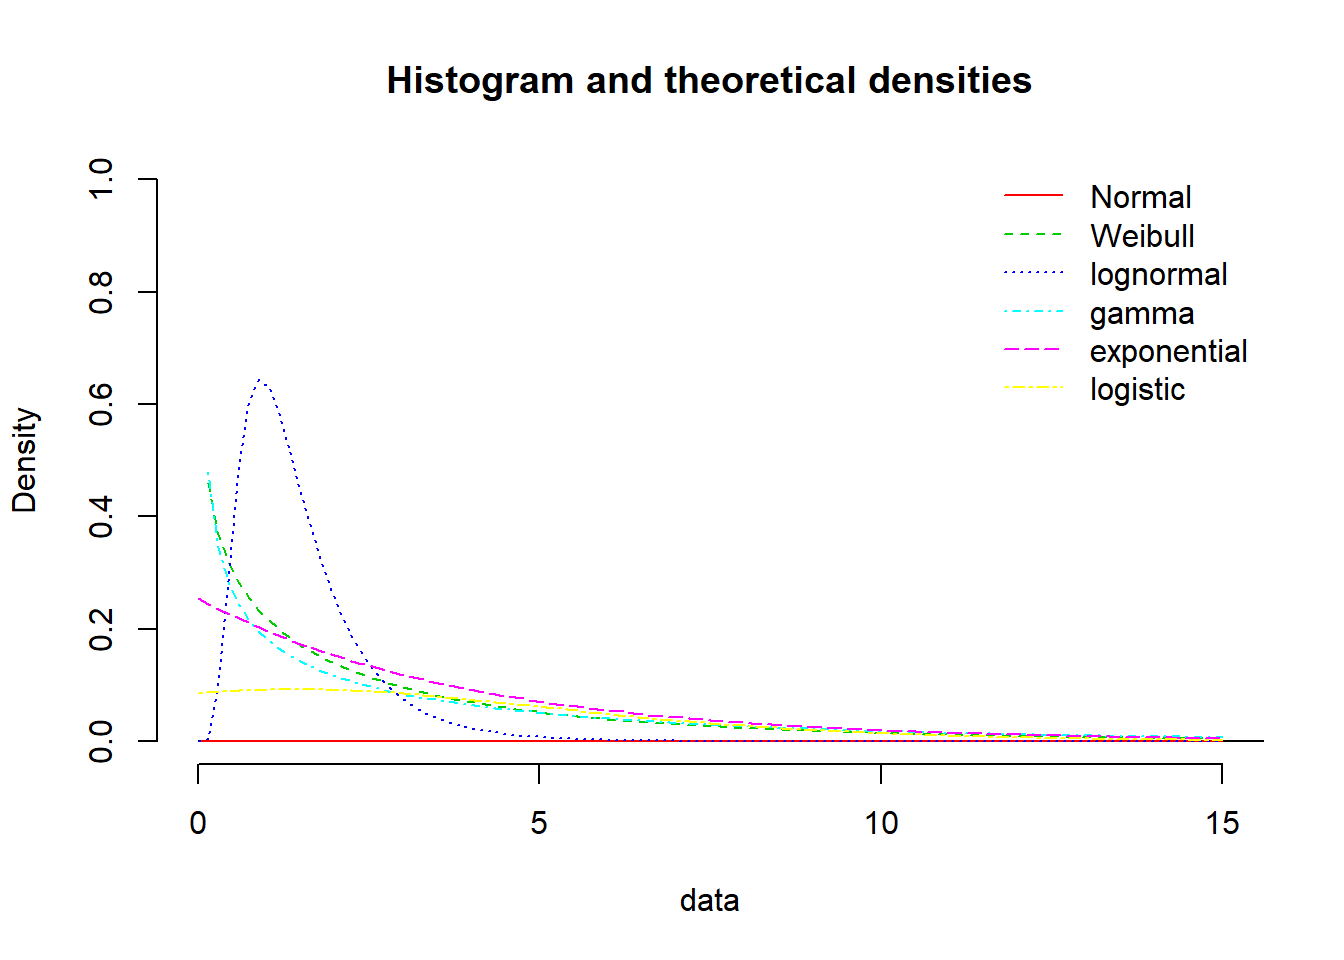 Histogram and theoretical densities
Density
0.0
0.2
0.4
0.6
0.8
1.0
Normal
Weibull
lognormal
gamma
exponential
logistic
0
5
10
15
data